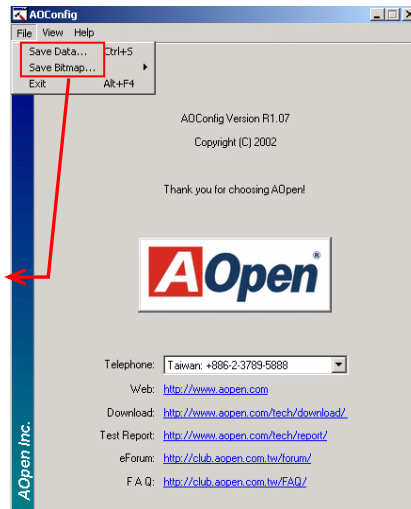 AOConfig
File View Help
Save Data... Ctrl+S
Save Bitmap...
Exit Alt+F4
AOConfig Version R1.07
Copyright (C) 2002
Thank you for choosing AOpen!
AOpen®
Telephone: Taiwan: +886-2-3789-5888
Web: http://www.aopen.com
Download: http://www.aopen.com/tech/download/
Test Report: http://www.aopen.com/tech/report/
eForum: http://club.aopen.com.tw/forum/
F A Q: http://club.aopen.com.tw/FAQ/
AOpen Inc.